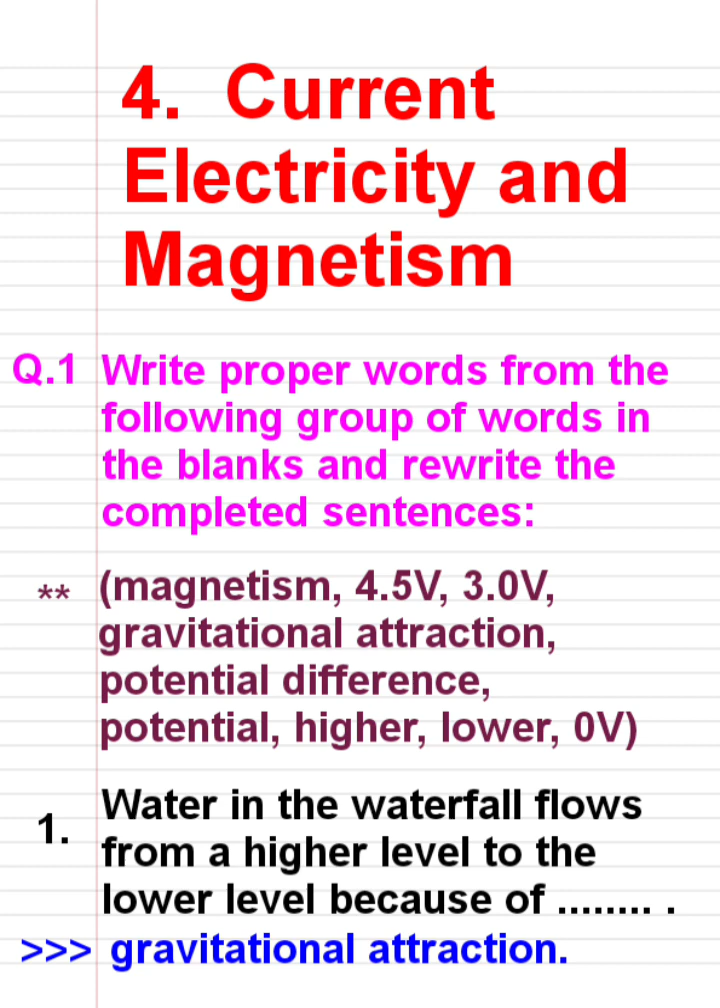 4. Current
Electricity and
Magnetism
Q.1 Write proper words from the
following group of words in
the blanks and rewrite the
completed sentences:
** (magnetism, 4.5V, 3.0V,
gravitational attraction,
potential difference,
potential, higher, lower, 0V)
1. Water in the waterfall flows
from a higher level to the
lower level because of ........ .
>>> gravitational attraction.